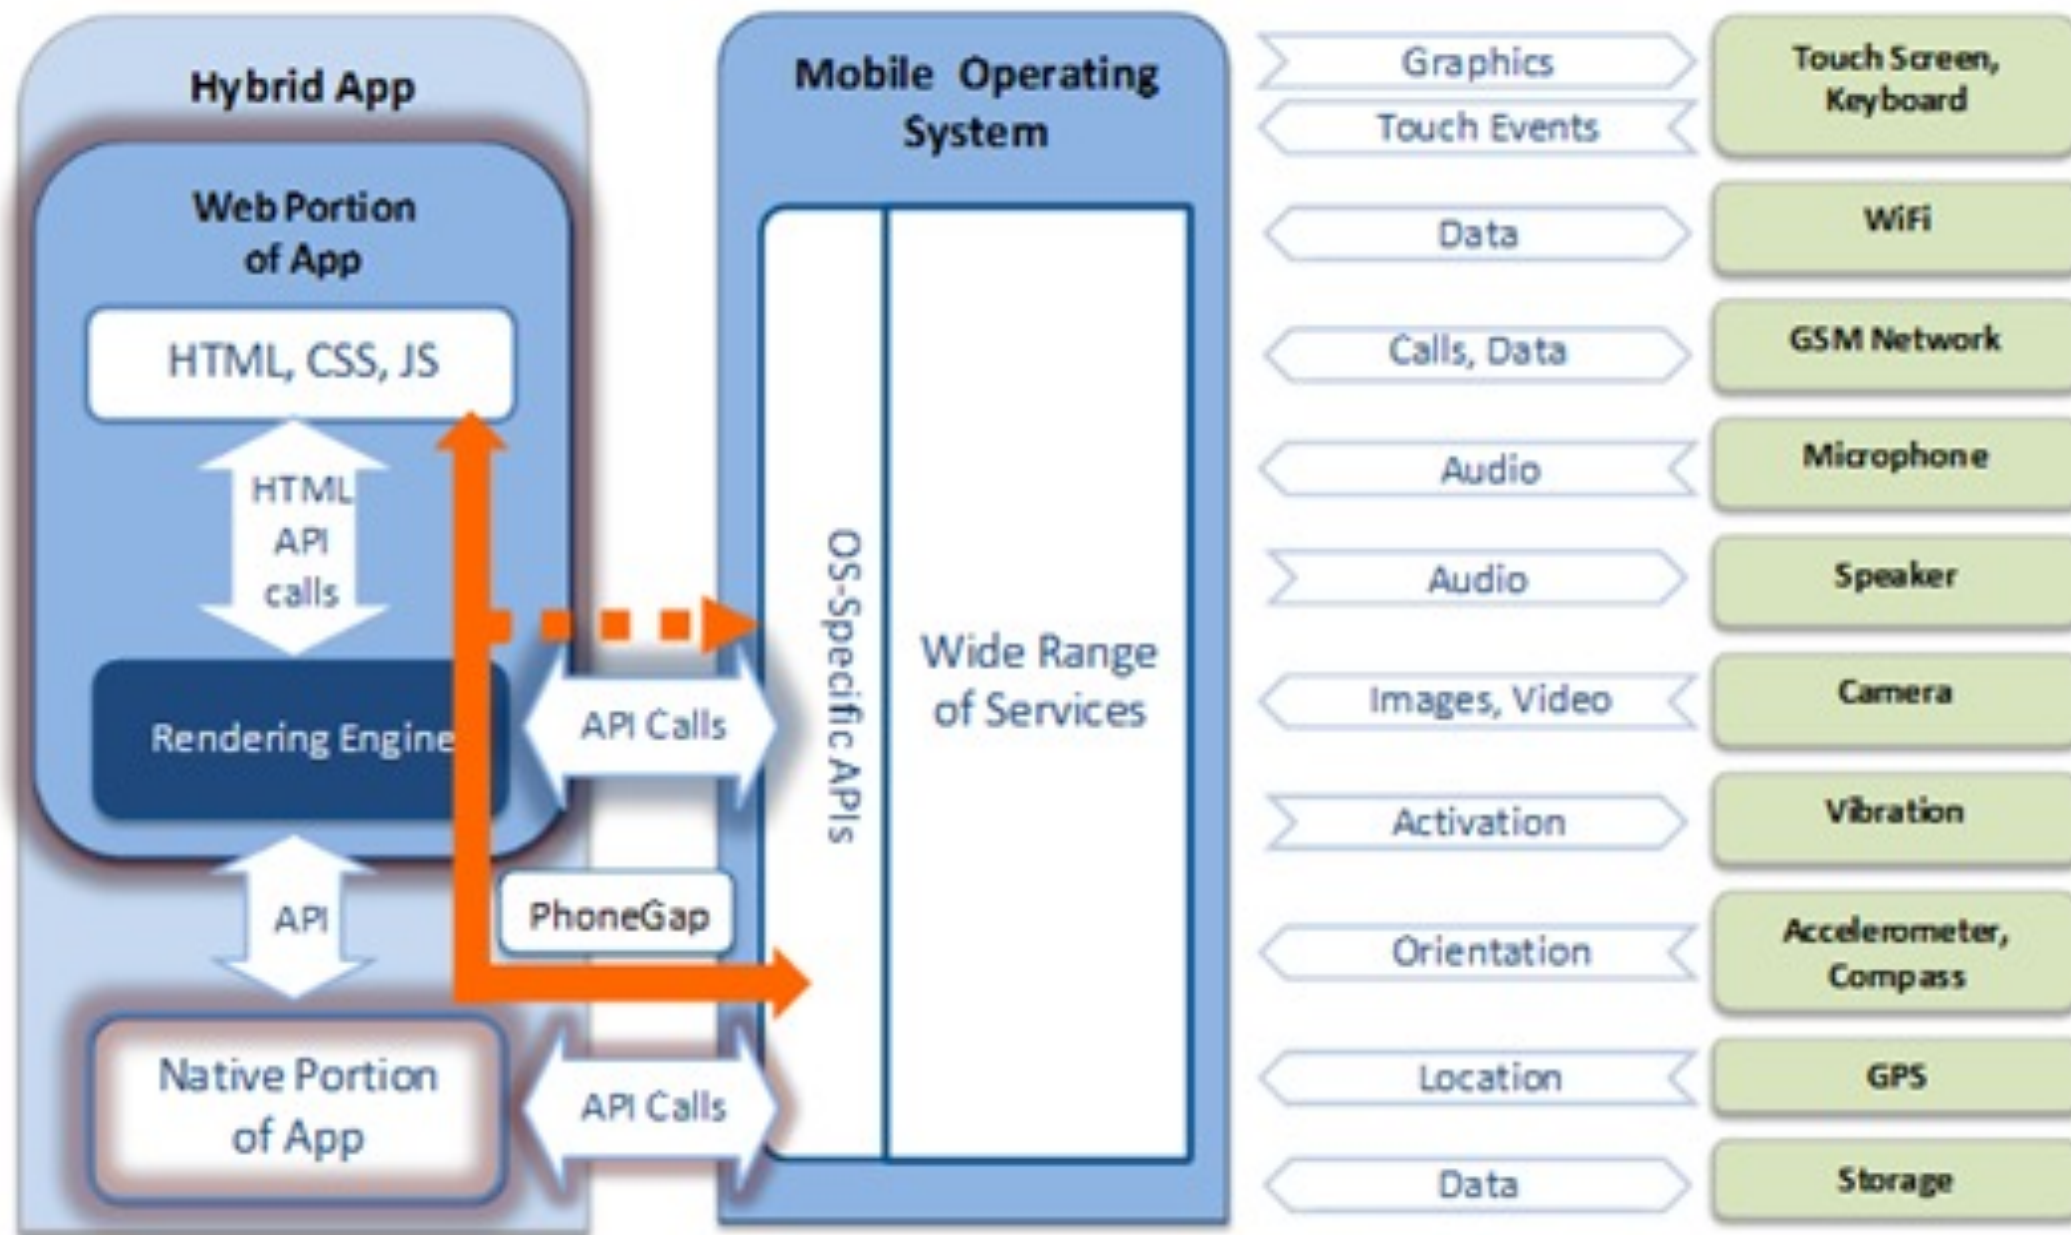 Hybrid App
Web Portion
of App
HTML, CSS, JS
HTML
API
calls
Rendering Engine
API
Native Portion
of App
API Calls
PhoneGap
API Calls
Mobile Operating
System
OS-Specific APIs
Wide Range
of Services
Graphics
Touch Events
Data
Calls, Data
Audio
Audio
Images, Video
Activation
Orientation
Location
Data
Touch Screen,
Keyboard
WiFi
GSM Network
Microphone
Speaker
Camera
Vibration
Accelerometer,
Compass
GPS
Storage